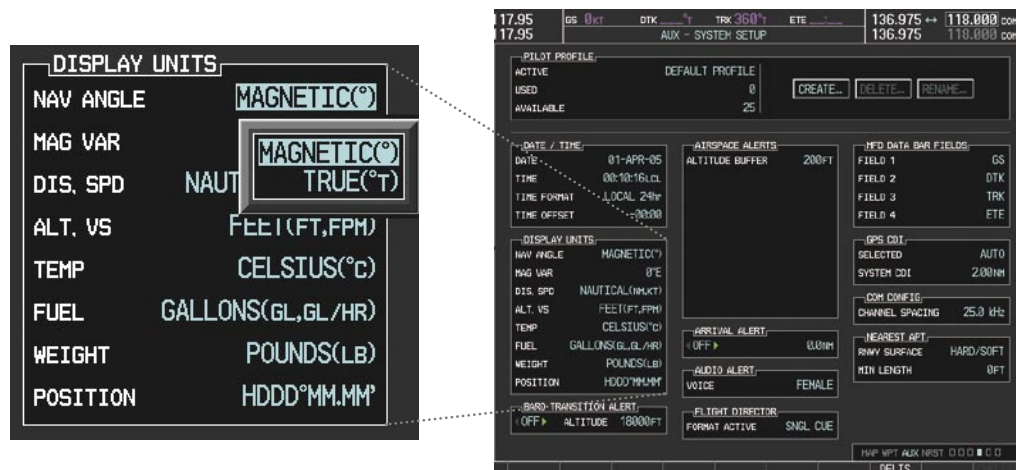 DISPLAY UNITS
NAV ANGLE MAGNETIC(°)
MAG VAR
MAGNETIC(°)
TRUE(°T)
DIS, SPD NAUT
ALT, VS FEET(FT,FPM)
TEMP CELSIUS(°C)
FUEL GALLONS(GL,GL/HR)
WEIGHT POUNDS(LB)
POSITION HDDD°MM.MM'
117.95 GS 0KT DTK ___°T TRK 360°T ETE __:__ 136.975 ↔ 118.000 COM
117.95 AUX - SYSTEM SETUP 136.975 118.000 COM
PILOT PROFILE
ACTIVE DEFAULT PROFILE
USED 0
AVAILABLE 25
CREATE... DELETE... RENAME...
DATE / TIME
DATE 01-APR-05
TIME 00:10:16LCL
TIME FORMAT LOCAL 24hr
TIME OFFSET -00:00
DISPLAY UNITS
NAV ANGLE MAGNETIC(°)
MAG VAR 0°E
DIS, SPD NAUTICAL(NM,KT)
ALT, VS FEET(FT,FPM)
TEMP CELSIUS(°C)
FUEL GALLONS(GL,GL/HR)
WEIGHT POUNDS(LB)
POSITION HDDD°MM.MM'
BARO TRANSITION ALERT
OFF ALTITUDE 18000FT
AIRSPACE ALERTS
ALTITUDE BUFFER 200FT
ARRIVAL ALERT
OFF 0.0NM
AUDIO ALERT
VOICE FEMALE
FLIGHT DIRECTOR
FORMAT ACTIVE SNGL CUE
MFD DATA BAR FIELDS
FIELD 1 GS
FIELD 2 DTK
FIELD 3 TRK
FIELD 4 ETE
GPS CDI
SELECTED AUTO
SYSTEM CDI 2.00NM
COM CONFIG
CHANNEL SPACING 25.0 kHz
NEAREST APT
RNWY SURFACE HARD/SOFT
MIN LENGTH 0FT
MAP WPT AUX NRST